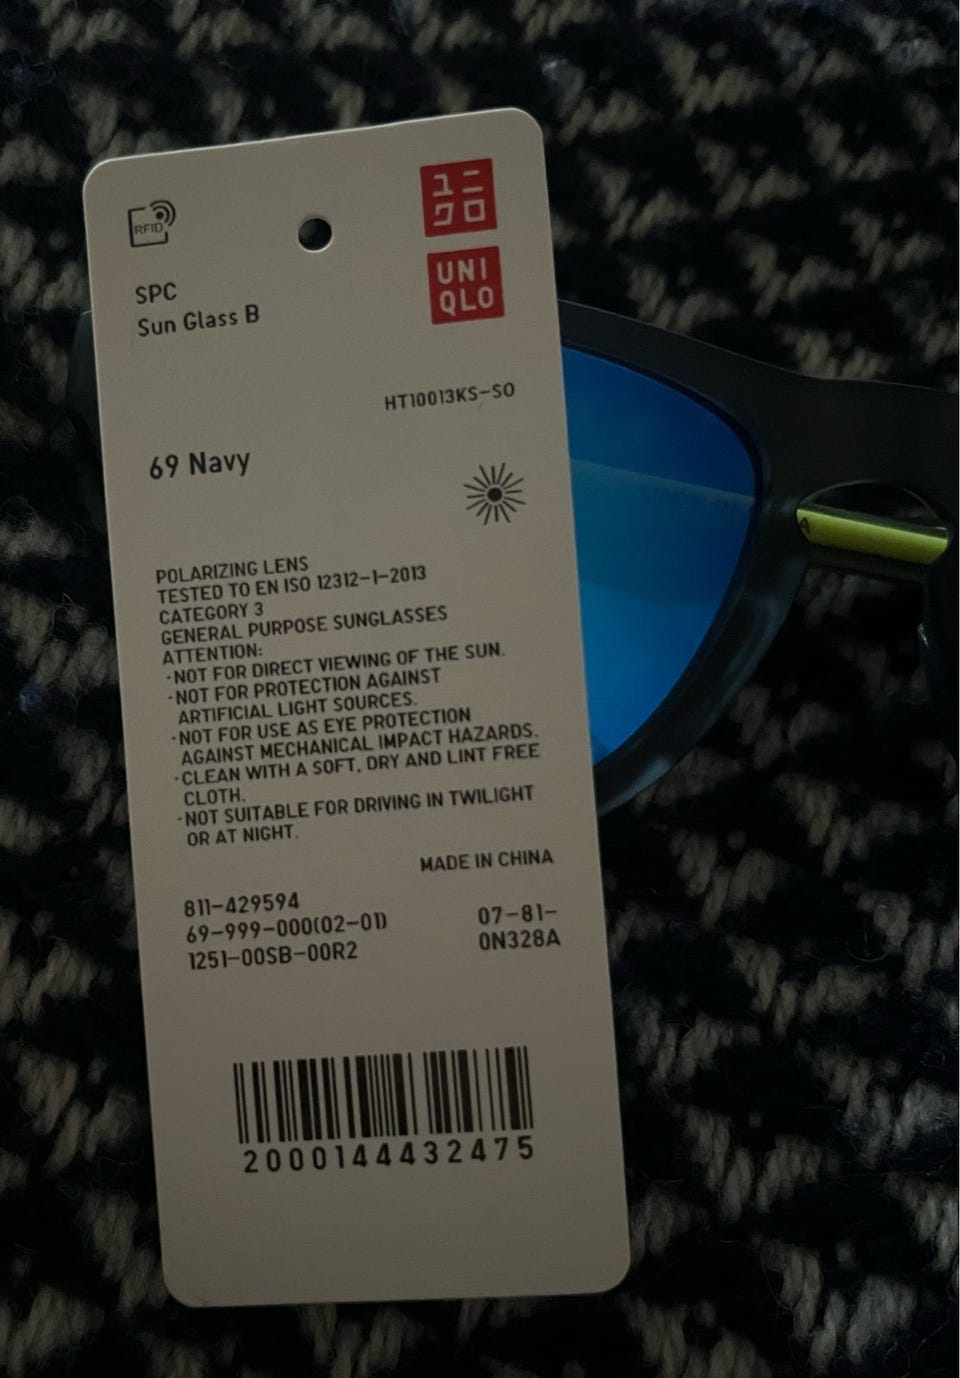 RFID
ユニ
クロ
UNI
QLO
SPC
Sun Glass B
HT10013KS-SO
69 Navy
POLARIZING LENS
TESTED TO EN ISO 12312-1-2013
CATEGORY 3
GENERAL PURPOSE SUNGLASSES
ATTENTION:
·NOT FOR DIRECT VIEWING OF THE SUN.
·NOT FOR PROTECTION AGAINST
ARTIFICIAL LIGHT SOURCES.
·NOT FOR USE AS EYE PROTECTION
AGAINST MECHANICAL IMPACT HAZARDS.
·CLEAN WITH A SOFT, DRY AND LINT FREE
CLOTH.
·NOT SUITABLE FOR DRIVING IN TWILIGHT
OR AT NIGHT.
MADE IN CHINA
811-429594
69-999-000(02-01)
1251-00SB-00R2
07-81-
0N328A
2000144432475